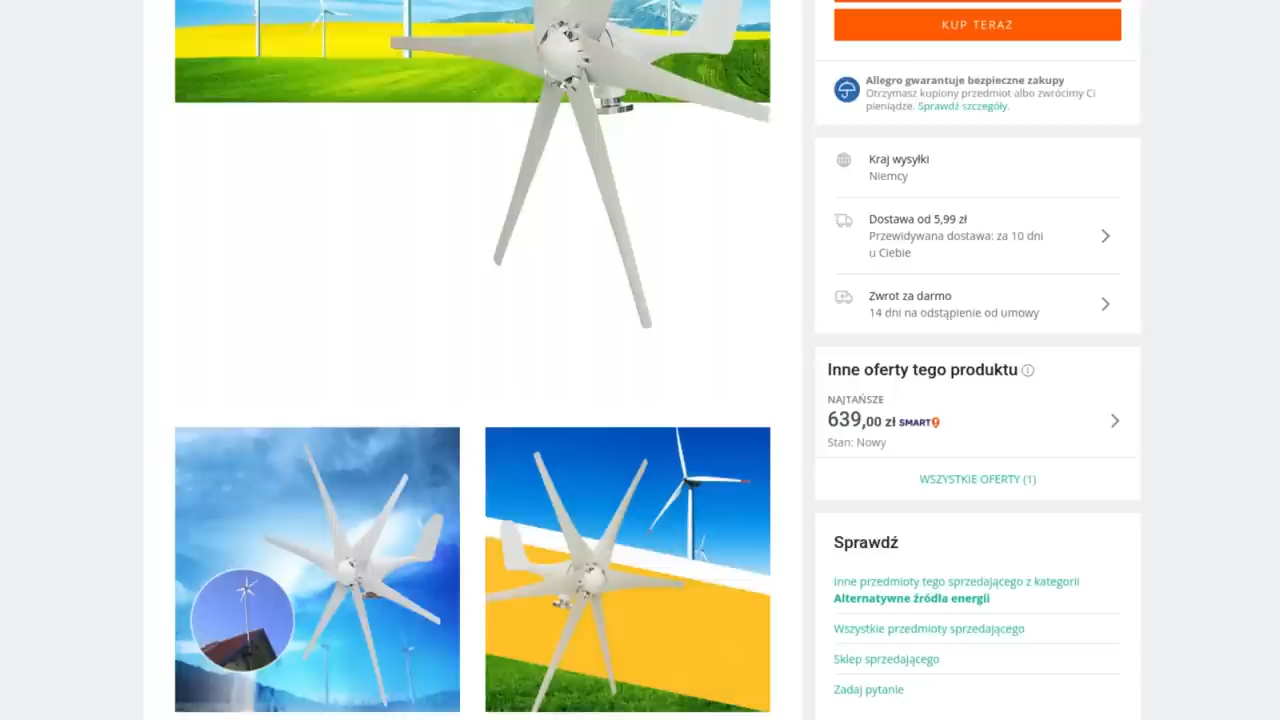 KUP TERAZ
Allegro gwarantuje bezpieczne zakupy
Otrzymasz kupiony przedmiot albo zwrócimy Ci
pieniądze. Sprawdź szczegóły.
Kraj wysyłki
Niemcy
Dostawa od 5,99 zł
Przewidywana dostawa: za 10 dni
u Ciebie
Zwrot za darmo
14 dni na odstąpienie od umowy
Inne oferty tego produktu
NAJTAŃSZE
639,00 zł SMART!
Stan: Nowy
WSZYSTKIE OFERTY (1)
Sprawdź
Inne przedmioty tego sprzedającego z kategorii
Alternatywne źródła energii
Wszystkie przedmioty sprzedającego
Sklep sprzedającego
Zadaj pytanie